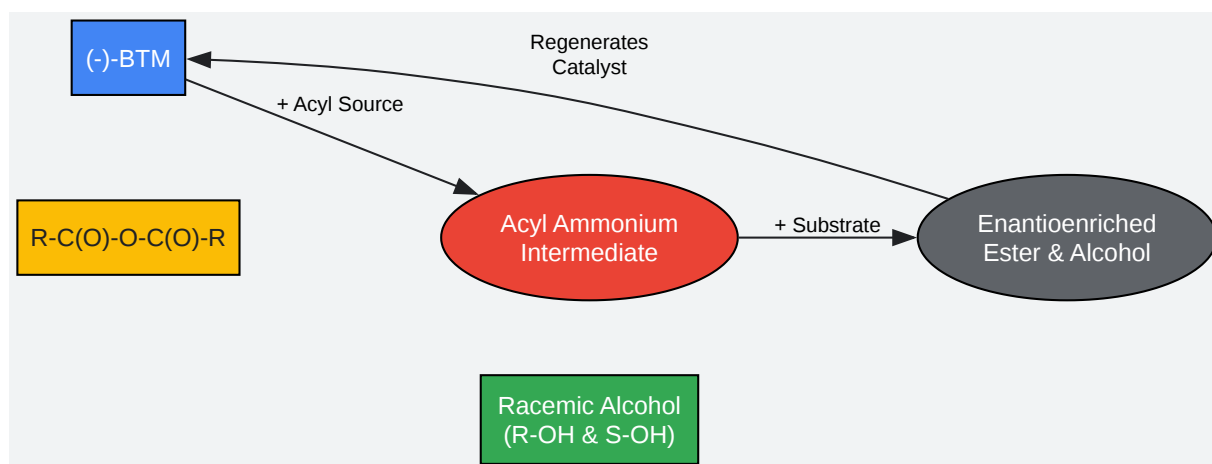 (-)-BTM
Regenerates
Catalyst
+ Acyl Source
R-C(O)-O-C(O)-R
Acyl Ammonium
Intermediate
+ Substrate
Enantioenriched
Ester & Alcohol
Racemic Alcohol
(R-OH & S-OH)